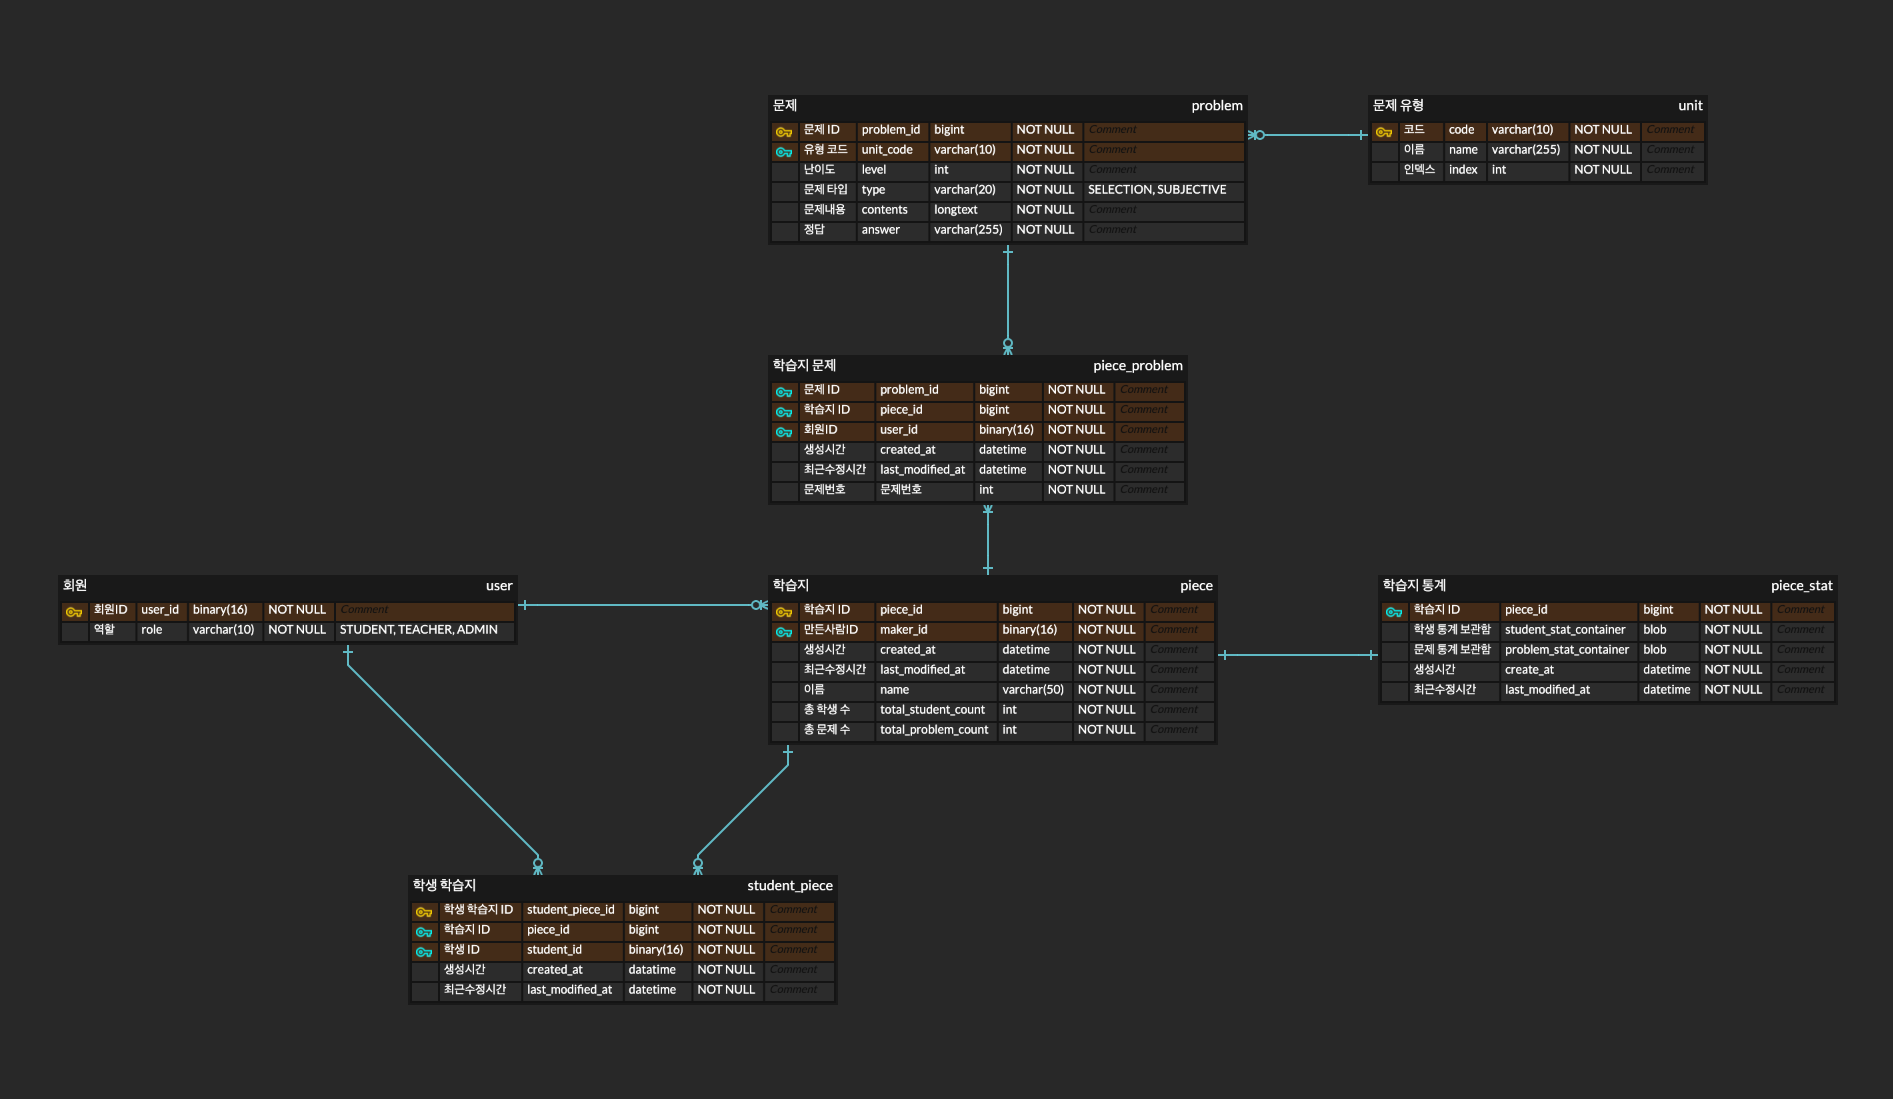 문제 problem
문제 ID problem_id bigint NOT NULL Comment
유형 코드 unit_code varchar(10) NOT NULL Comment
난이도 level int NOT NULL Comment
문제 타입 type varchar(20) NOT NULL SELECTION, SUBJECTIVE
문제내용 contents longtext NOT NULL Comment
정답 answer varchar(255) NOT NULL Comment
문제 유형 unit
코드 code varchar(10) NOT NULL Comment
이름 name varchar(255) NOT NULL Comment
인덱스 index int NOT NULL Comment
학습지 문제 piece_problem
문제 ID problem_id bigint NOT NULL Comment
학습지 ID piece_id bigint NOT NULL Comment
회원ID user_id binary(16) NOT NULL Comment
생성시간 created_at datetime NOT NULL Comment
최근수정시간 last_modified_at datetime NOT NULL Comment
문제번호 문제번호 int NOT NULL Comment
회원 user
회원ID user_id binary(16) NOT NULL Comment
역할 role varchar(10) NOT NULL STUDENT, TEACHER, ADMIN
학습지 piece
학습지 ID piece_id bigint NOT NULL Comment
만든사람ID maker_id binary(16) NOT NULL Comment
생성시간 created_at datetime NOT NULL Comment
최근수정시간 last_modified_at datetime NOT NULL Comment
이름 name varchar(50) NOT NULL Comment
총 학생 수 total_student_count int NOT NULL Comment
총 문제 수 total_problem_count int NOT NULL Comment
학습지 통계 piece_stat
학습지 ID piece_id bigint NOT NULL Comment
학생 통계 보관함 student_stat_container blob NOT NULL Comment
문제 통계 보관함 problem_stat_container blob NOT NULL Comment
생성시간 create_at datetime NOT NULL Comment
최근수정시간 last_modified_at datetime NOT NULL Comment
학생 학습지 student_piece
학생 학습지 ID student_piece_id bigint NOT NULL Comment
학습지 ID piece_id bigint NOT NULL Comment
학생 ID student_id binary(16) NOT NULL Comment
생성시간 created_at datatime NOT NULL Comment
최근수정시간 last_modified_at datetime NOT NULL Comment